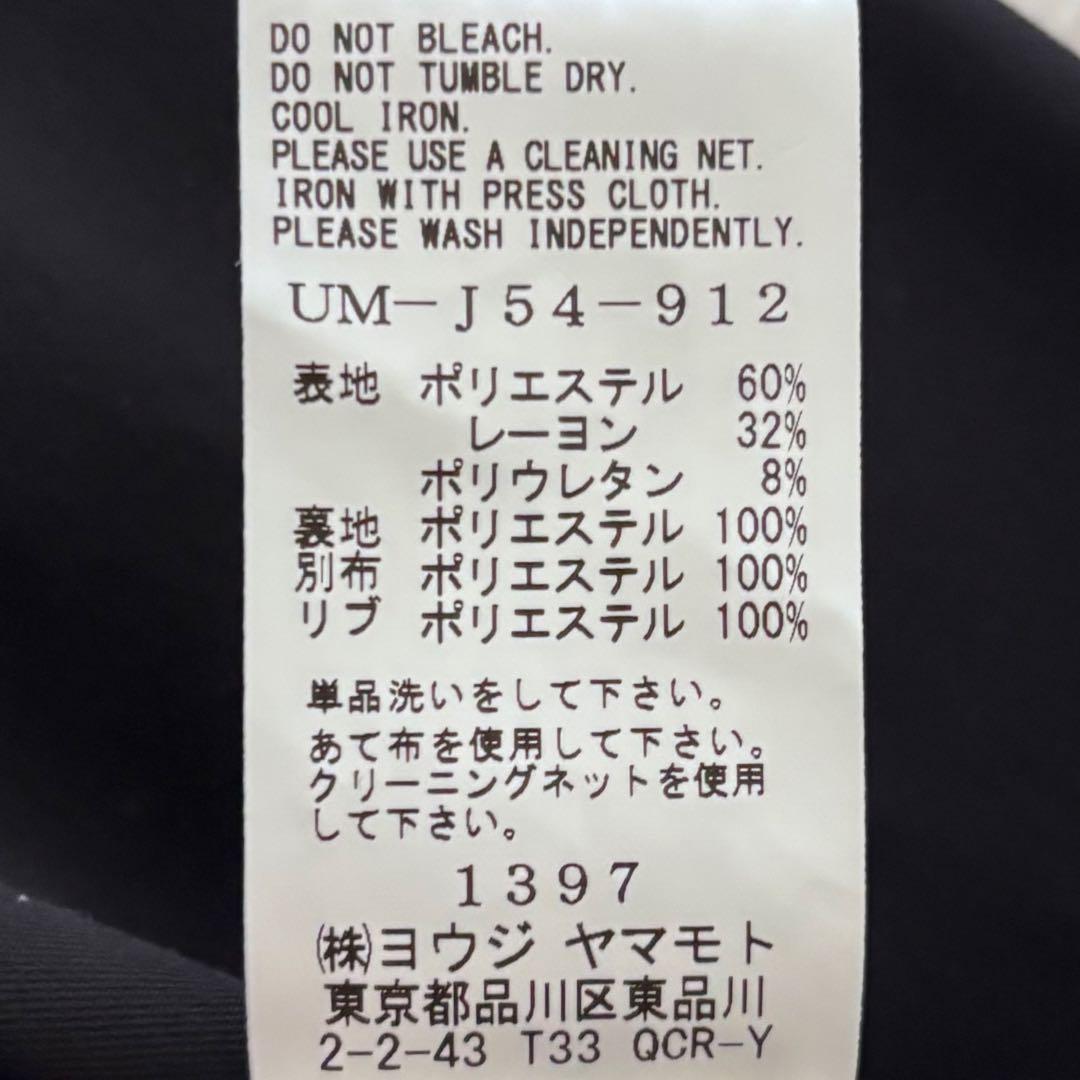 DO NOT BLEACH.
DO NOT TUMBLE DRY.
COOL IRON.
PLEASE USE A CLEANING NET.
IRON WITH PRESS CLOTH.
PLEASE WASH INDEPENDENTLY.
UM-J54-912
表地 ポリエステル 60%
レーヨン 32%
ポリウレタン 8%
裏地 ポリエステル 100%
別布 ポリエステル 100%
リブ ポリエステル 100%
単品洗いをして下さい。
あて布を使用して下さい。
クリーニングネットを使用
して下さい。
1397
㈱ヨウジ ヤマモト
東京都品川区東品川
2-2-43 T33 QCR-Y